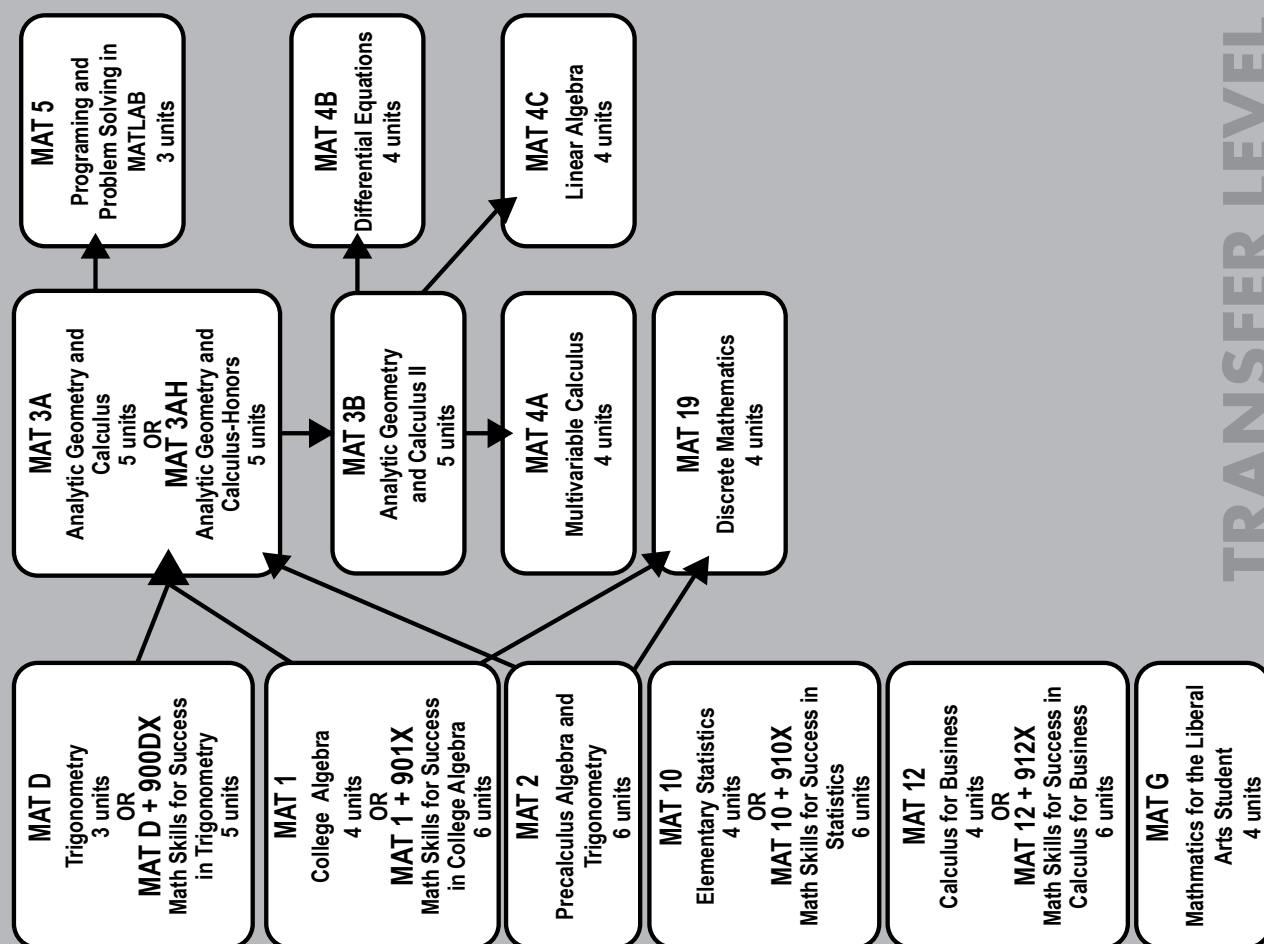 MAT D
Trigonometry
3 units
OR
MAT D + 900DX
Math Skills for Success
in Trigonometry
5 units
MAT 1
College Algebra
4 units
OR
MAT 1 + 901X
Math Skills for Success
in College Algebra
6 units
MAT 2
Precalculus Algebra and
Trigonometry
6 units
MAT 10
Elementary Statistics
4 units
OR
MAT 10 + 910X
Math Skills for Success in
Statistics
6 units
MAT 12
Calculus for Business
4 units
OR
MAT 12 + 912X
Math Skills for Success in
Calculus for Business
6 units
MAT G
Mathmatics for the Liberal
Arts Student
4 units
MAT 3A
Analytic Geometry and
Calculus
5 units
OR
MAT 3AH
Analytic Geometry and
Calculus-Honors
5 units
MAT 3B
Analytic Geometry
and Calculus II
5 units
MAT 4A
Multivariable Calculus
4 units
MAT 19
Discrete Mathematics
4 units
MAT 5
Programing and
Problem Solving in
MATLAB
3 units
MAT 4B
Differential Equations
4 units
MAT 4C
Linear Algebra
4 units
TRANSFER LEVEL